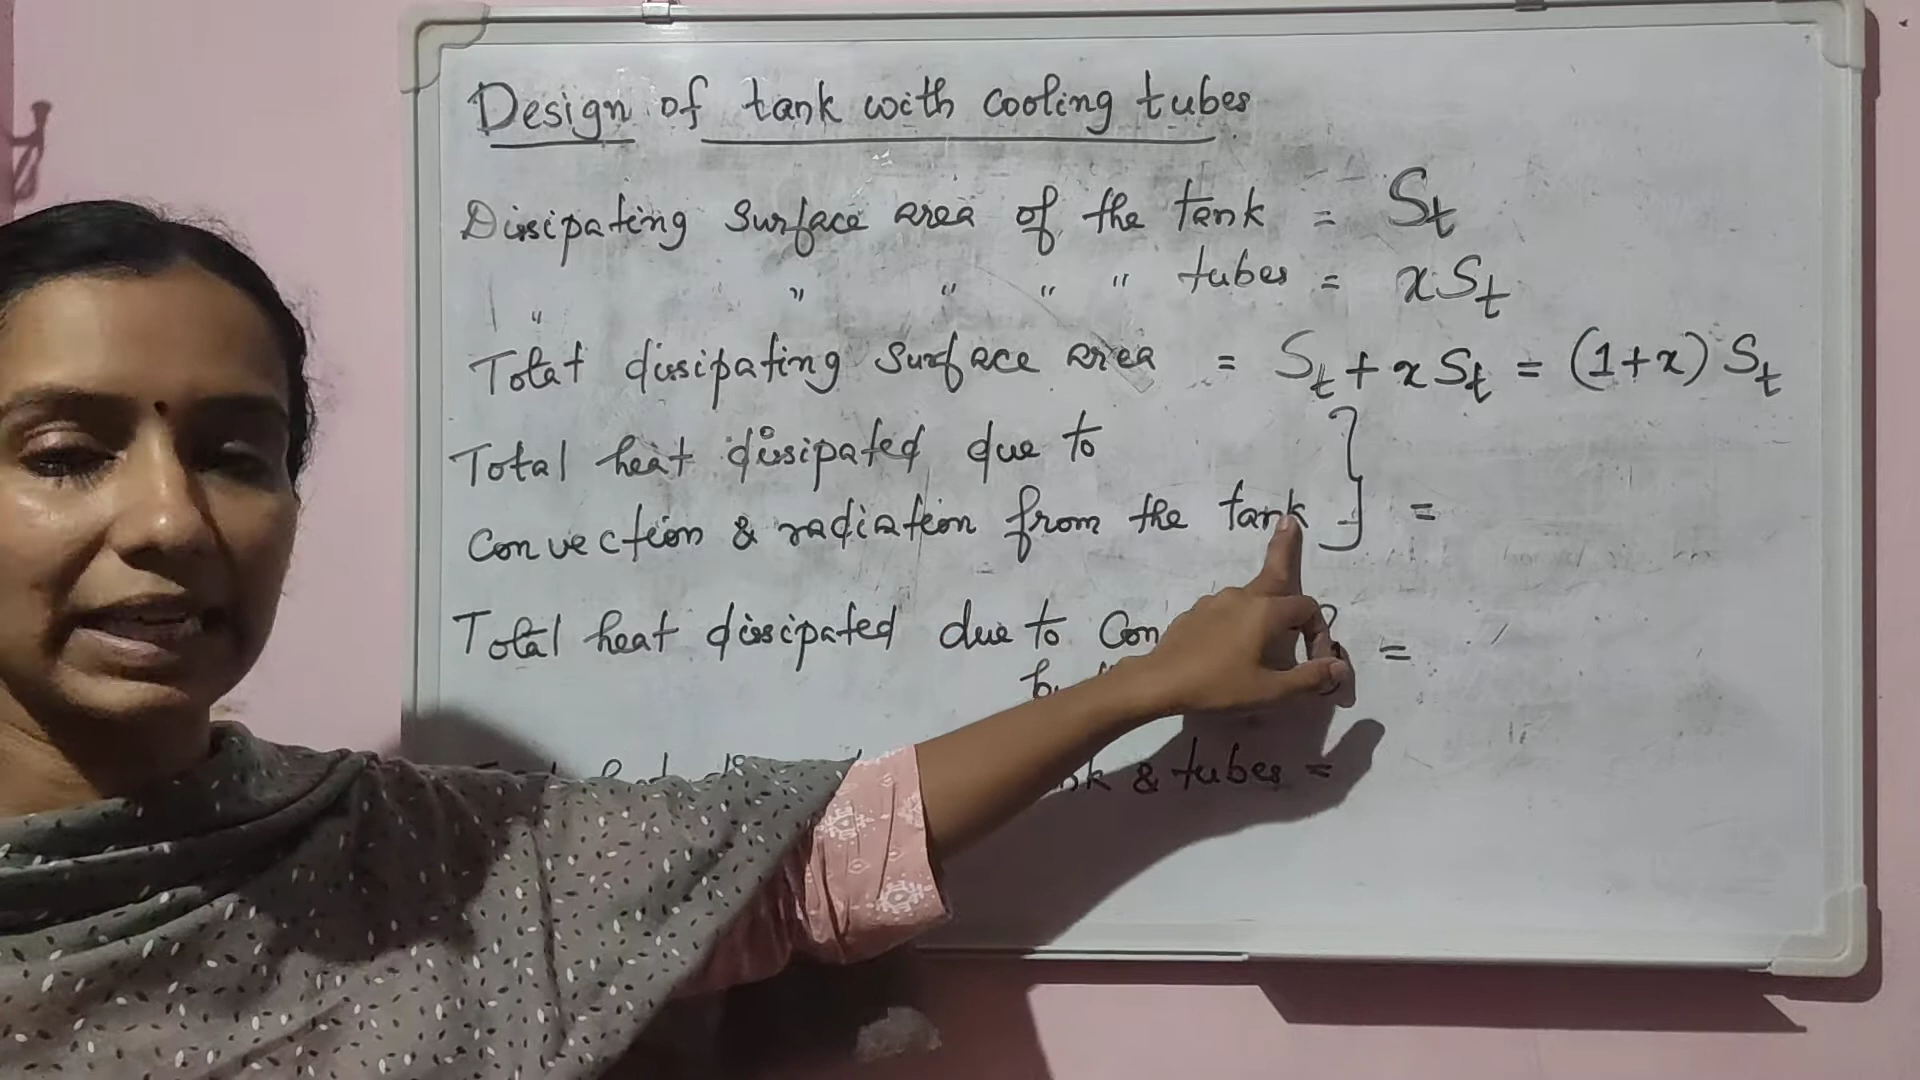 Design of tank with cooling tubes
Dissipating surface area of the tank = St
" " " " " tubes = xSt
Total dissipating surface area = St + xSt = (1+x) St
Total heat dissipated due to
convection & radiation from the tank } =
Total heat dissipated due to Con =
& tubes =